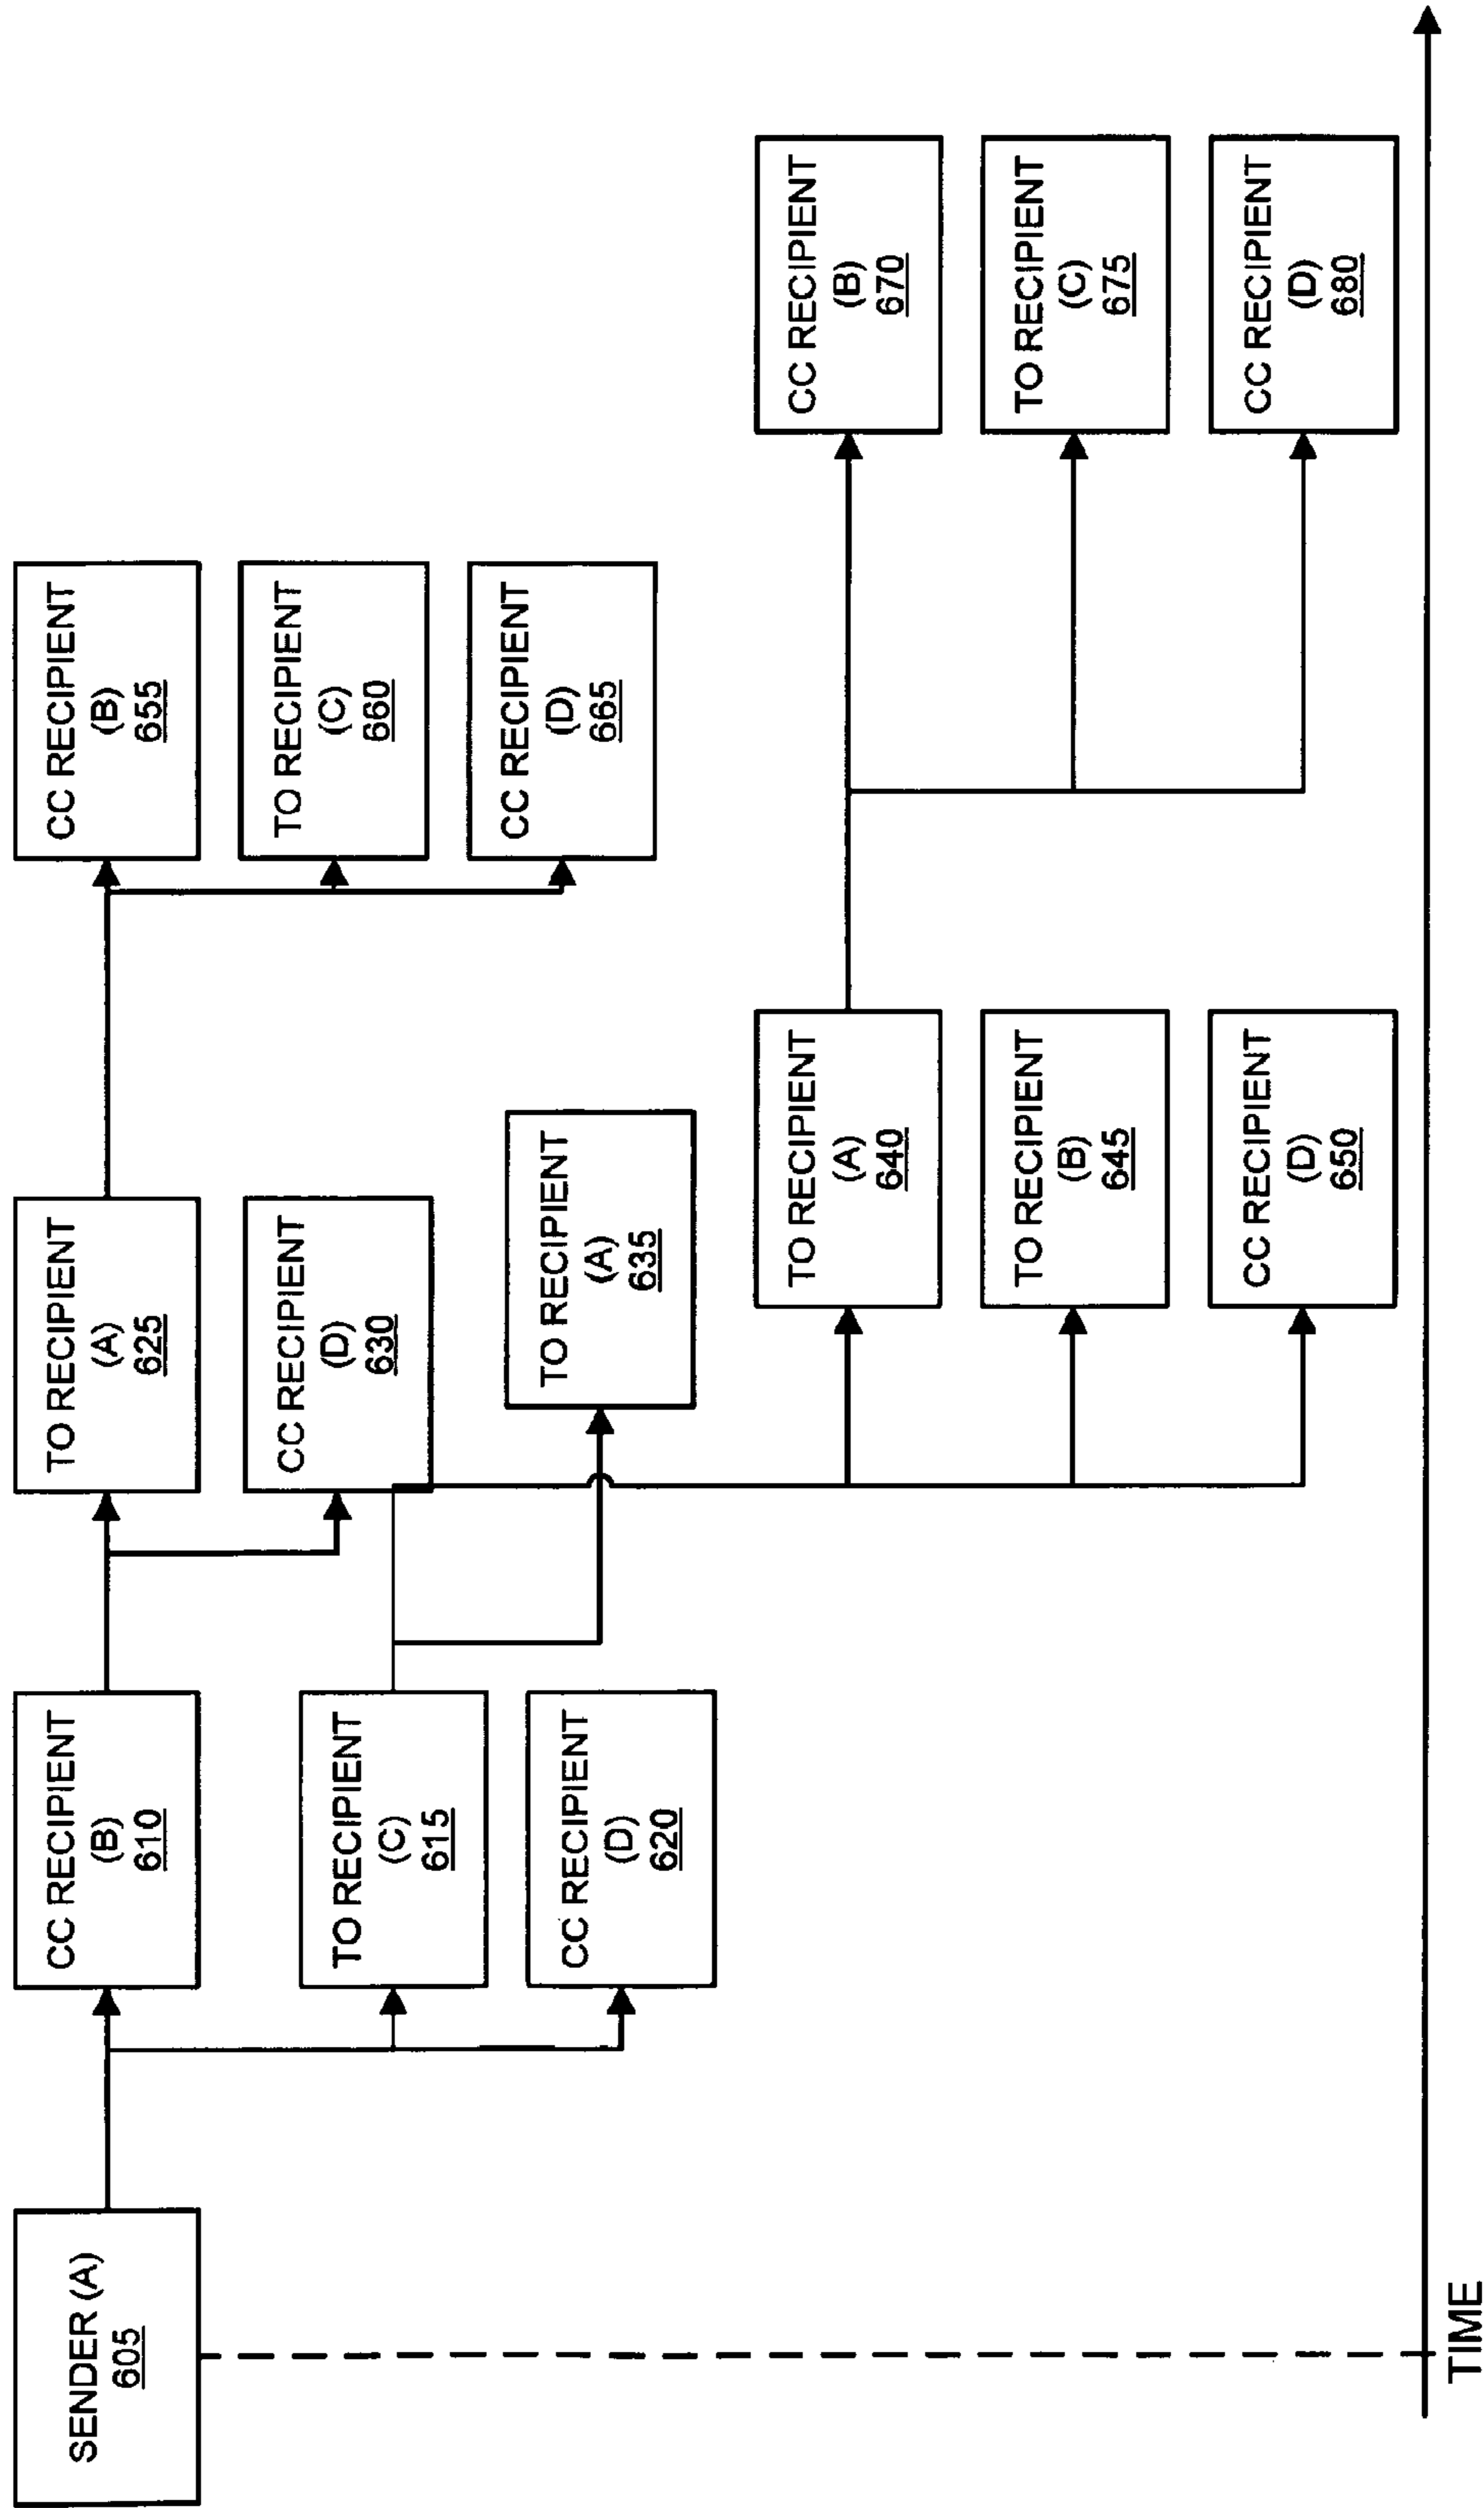 SENDER (A)
605
CC RECIPIENT
(B)
610
TO RECIPIENT
(C)
615
CC RECIPIENT
(D)
620
TO RECIPIENT
(A)
625
CC RECIPIENT
(D)
630
TO RECIPIENT
(A)
635
TO RECIPIENT
(A)
640
TO RECIPIENT
(B)
645
CC RECIPIENT
(D)
650
CC RECIPIENT
(B)
655
TO RECIPIENT
(C)
660
CC RECIPIENT
(D)
665
CC RECIPIENT
(B)
670
TO RECIPIENT
(C)
675
CC RECIPIENT
(D)
680
TIME